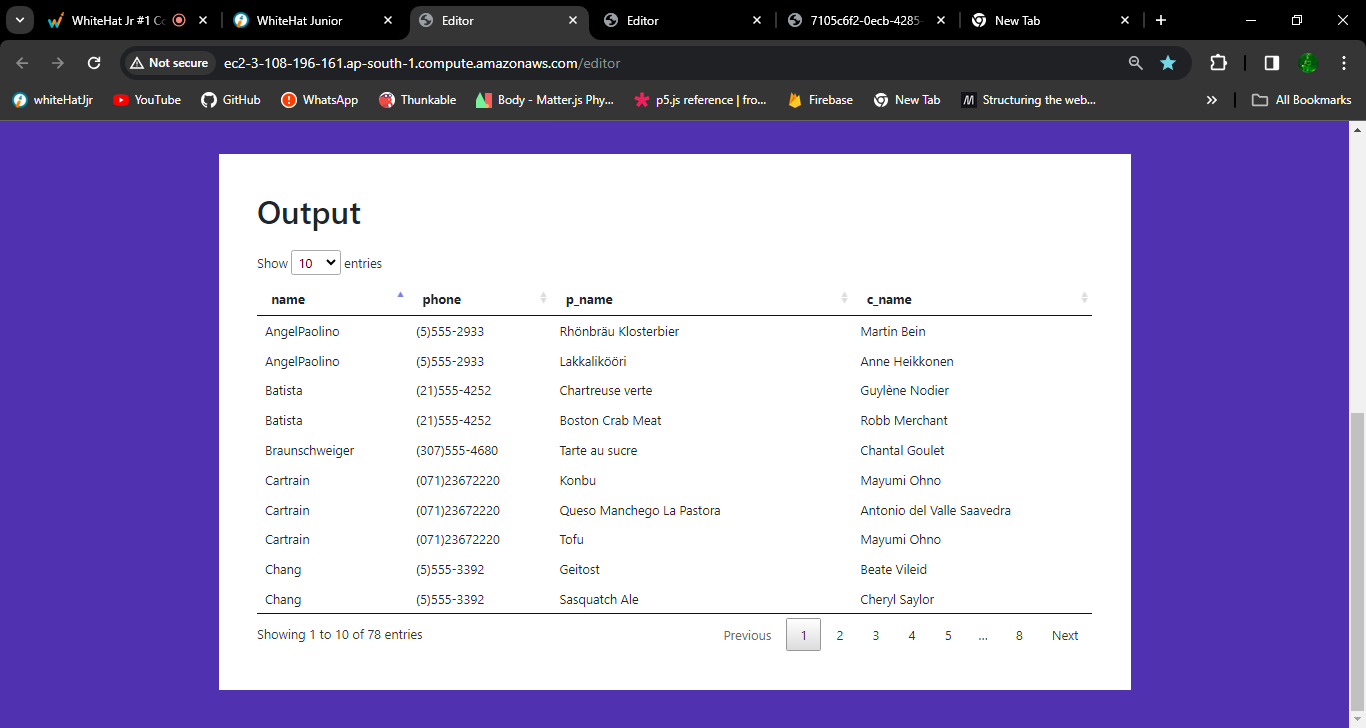 WhiteHat Jr #1 Co
WhiteHat Junior
Editor
Editor
7105c6f2-0ecb-4285-
New Tab
Not secure
ec2-3-108-196-161.ap-south-1.compute.amazonaws.com/editor
whiteHatJjr
YouTube
GitHub
WhatsApp
Thunkable
Body - Matter.js Phy...
p5.js reference | fro...
Firebase
New Tab
Structuring the web...
All Bookmarks
Output
Show 10 entries
name phone p_name c_name
AngelPaolino (5)555-2933 Rhönbräu Klosterbier Martin Bein
AngelPaolino (5)555-2933 Lakkalikööri Anne Heikkonen
Batista (21)555-4252 Chartreuse verte Guylène Nodier
Batista (21)555-4252 Boston Crab Meat Robb Merchant
Braunschweiger (307)555-4680 Tarte au sucre Chantal Goulet
Cartrain (071)23672220 Konbu Mayumi Ohno
Cartrain (071)23672220 Queso Manchego La Pastora Antonio del Valle Saavedra
Cartrain (071)23672220 Tofu Mayumi Ohno
Chang (5)555-3392 Geitost Beate Vileid
Chang (5)555-3392 Sasquatch Ale Cheryl Saylor
Showing 1 to 10 of 78 entries
Previous 1 2 3 4 5 ... 8 Next